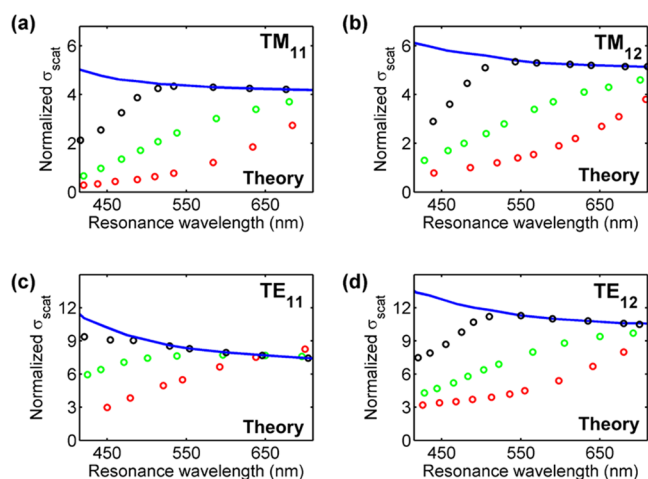 (a)
TM11
Normalized σscat
6
4
2
0
450 550 650
Resonance wavelength (nm)
Theory
(b)
TM12
Normalized σscat
6
4
2
0
450 550 650
Resonance wavelength (nm)
Theory
(c)
TE11
Normalized σscat
12
9
6
3
0
450 550 650
Resonance wavelength (nm)
Theory
(d)
TE12
Normalized σscat
12
9
6
3
0
450 550 650
Resonance wavelength (nm)
Theory